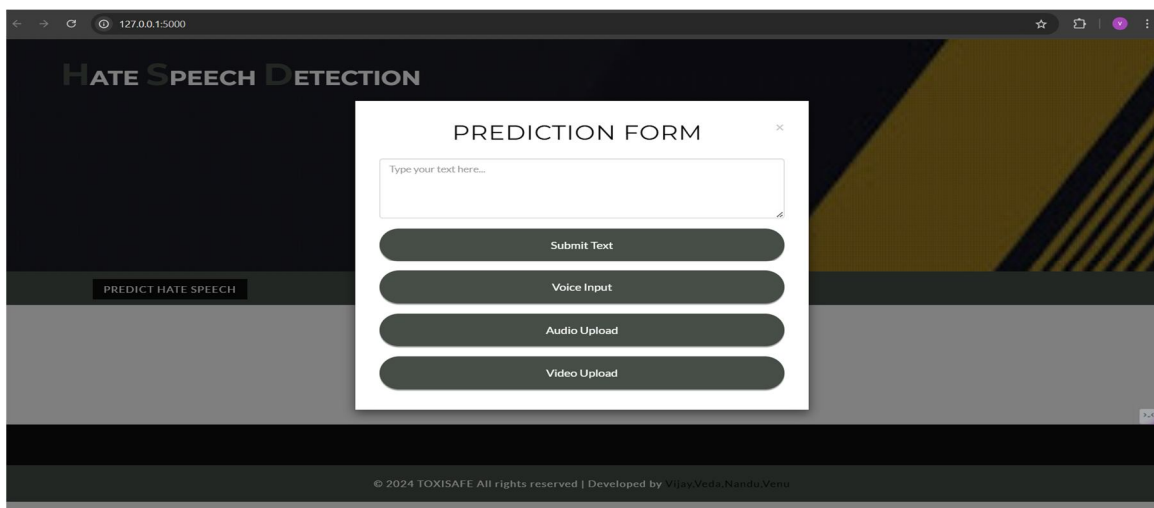 127.0.0.1:5000
V
HATE SPEECH DETECTION
PREDICTION FORM ×
Type your text here...
Submit Text
Voice Input
PREDICT HATE SPEECH
Audio Upload
Video Upload
© 2024 TOXISAFE All rights reserved | Developed by Vijay,Veda,Nandu,Venu